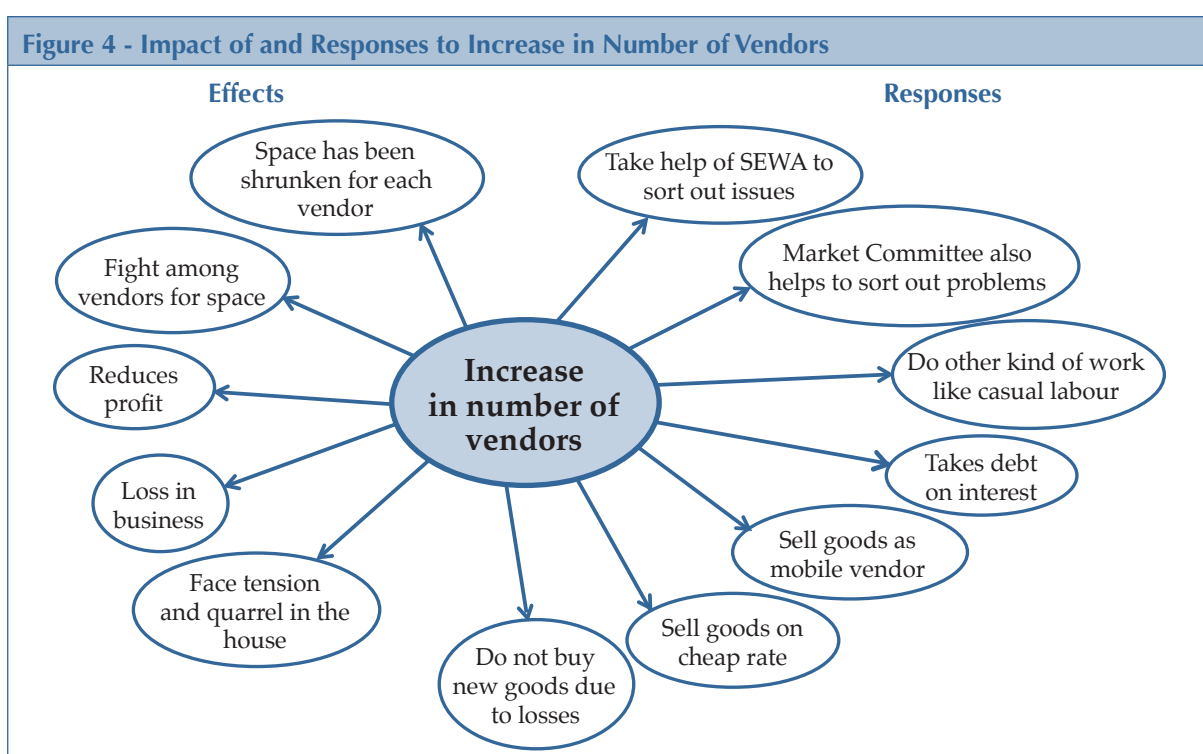 Figure 4 - Impact of and Responses to Increase in Number of Vendors
Effects
Responses
Space has been
shrunken for each
vendor
Fight among
vendors for space
Reduces
profit
Loss in
business
Face tension
and quarrel in the
house
Do not buy
new goods due
to losses
Increase
in number of
vendors
Take help of SEWA to
sort out issues
Market Committee also
helps to sort out problems
Do other kind of work
like casual labour
Takes debt
on interest
Sell goods as
mobile vendor
Sell goods on
cheap rate